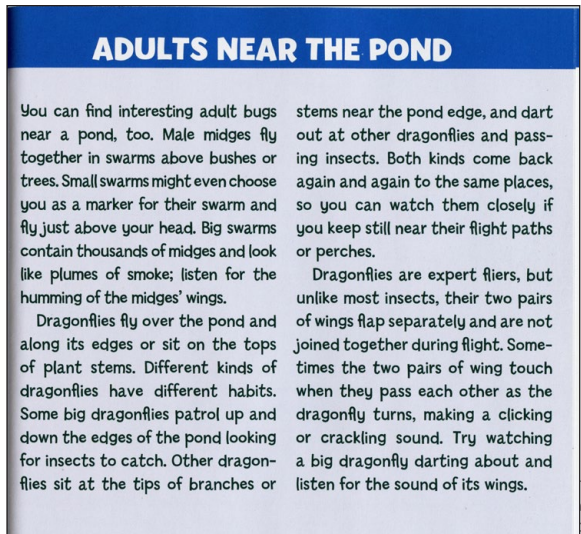 ADULTS NEAR THE POND
You can find interesting adult bugs
near a pond, too. Male midges fly
together in swarms above bushes or
trees. Small swarms might even choose
you as a marker for their swarm and
fly just above your head. Big swarms
contain thousands of midges and look
like plumes of smoke; listen for the
humming of the midges' wings.
Dragonflies fly over the pond and
along its edges or sit on the tops
of plant stems. Different kinds of
dragonflies have different habits.
Some big dragonflies patrol up and
down the edges of the pond looking
for insects to catch. Other dragon-
flies sit at the tips of branches or
stems near the pond edge, and dart
out at other dragonflies and pass-
ing insects. Both kinds come back
again and again to the same places,
so you can watch them closely if
you keep still near their flight paths
or perches.
Dragonflies are expert fliers, but
unlike most insects, their two pairs
of wings flap separately and are not
joined together during flight. Some-
times the two pairs of wing touch
when they pass each other as the
dragonfly turns, making a clicking
or crackling sound. Try watching
a big dragonfly darting about and
listen for the sound of its wings.